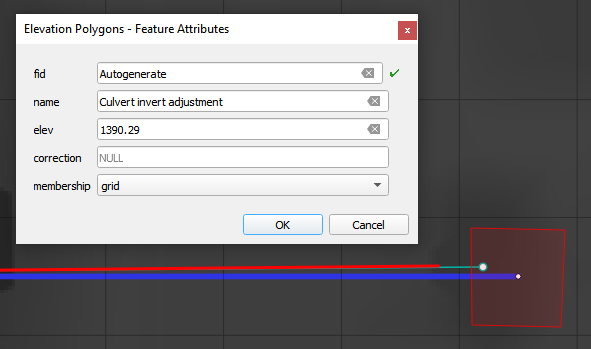 Elevation Polygons - Feature Attributes
fid Autogenerate
name Culvert invert adjustment
elev 1390.29
correction NULL
membership grid
OK Cancel